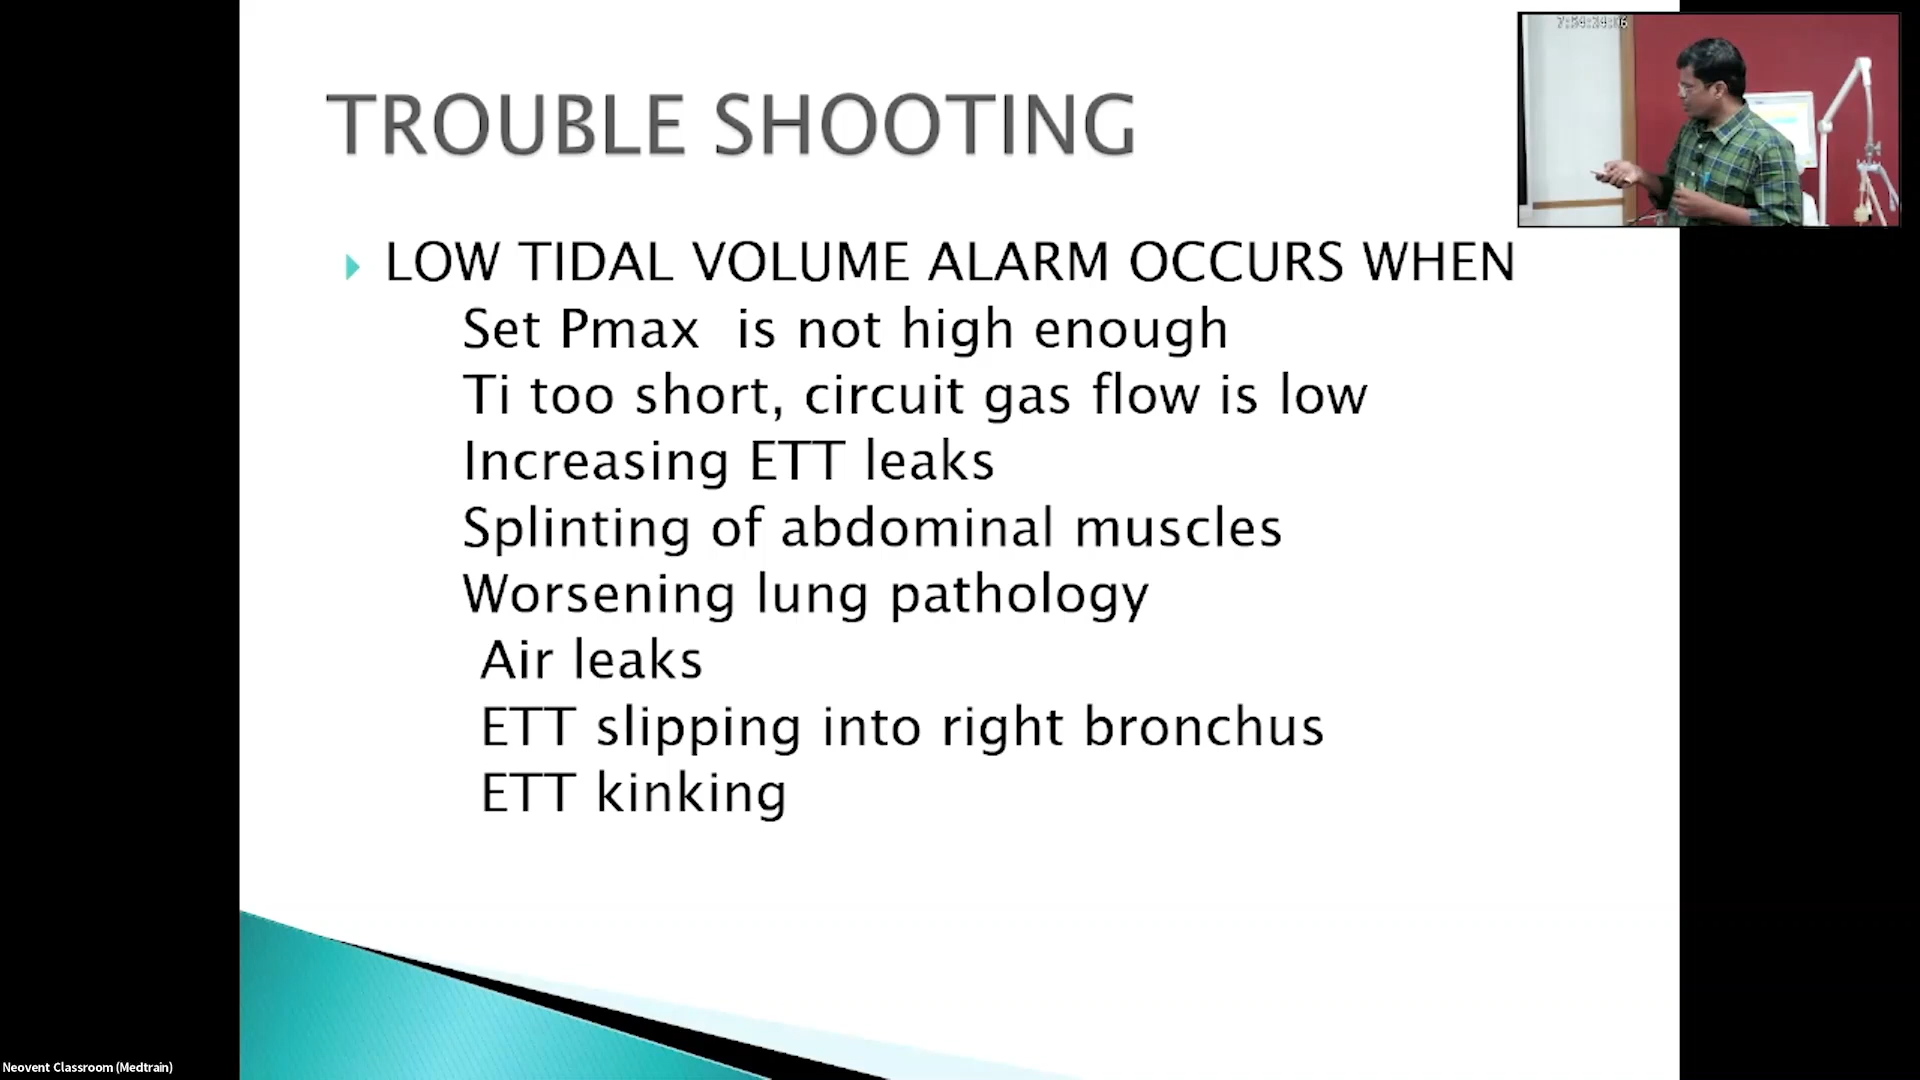 TROUBLE SHOOTING
LOW TIDAL VOLUME ALARM OCCURS WHEN
Set Pmax is not high enough
Ti too short, circuit gas flow is low
Increasing ETT leaks
Splinting of abdominal muscles
Worsening lung pathology
Air leaks
ETT slipping into right bronchus
ETT kinking
Neovent Classroom (Medtrain)